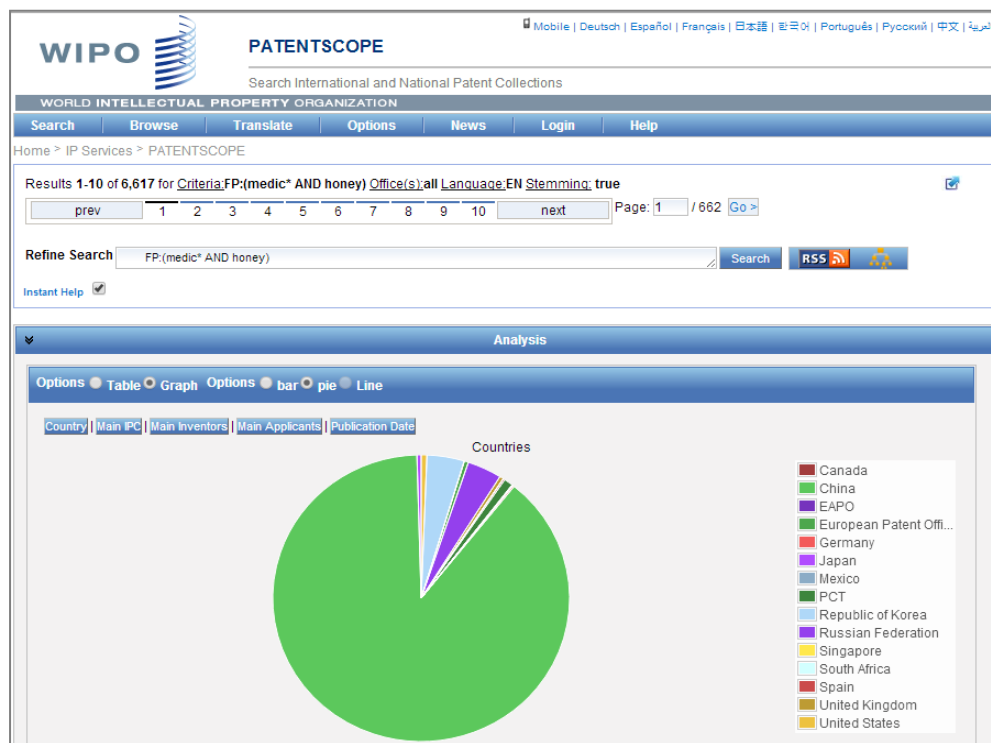 Mobile | Deutsch | Español | Français | 日本語 | 한국어 | Português | Русский | 中文 |
WIPO
PATENTSCOPE
Search International and National Patent Collections
WORLD INTELLECTUAL PROPERTY ORGANIZATION
Search Browse Translate Options News Login Help
Home > IP Services > PATENTSCOPE
Results 1-10 of 6,617 for Criteria:FP:(medic* AND honey) Office(s):all Language:EN Stemming: true
prev 1 2 3 4 5 6 7 8 9 10 next Page: 1 / 662 Go >
Refine Search FP:(medic* AND honey) Search RSS
Instant Help
Analysis
Options Table Graph Options bar pie Line
Country | Main IPC | Main Inventors | Main Applicants | Publication Date
Countries
Canada
China
EAPO
European Patent Offi...
Germany
Japan
Mexico
PCT
Republic of Korea
Russian Federation
Singapore
South Africa
Spain
United Kingdom
United States